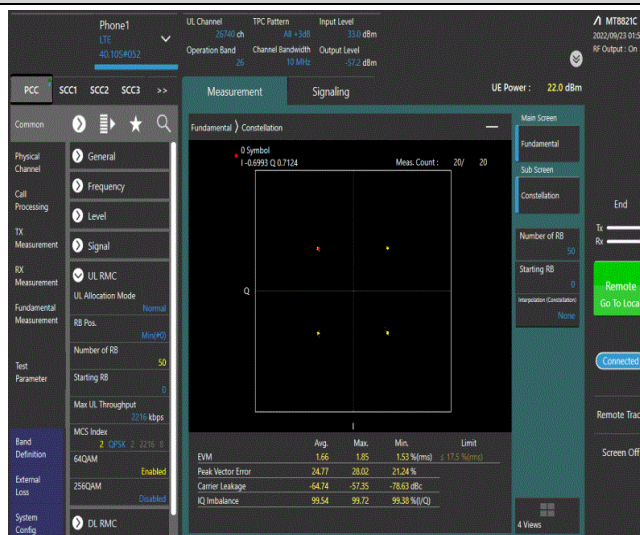 Phone1
LTE
40.10S#052
UL Channel TPC Pattern Input Level
26740 ch All +3dB 33.0 dBm
Operation Band Channel Bandwidth Output Level
26 10 MHz -57.2 dBm
MT8821C
2022/09/23 01:5
RF Output : On
PCC SCC1 SCC2 SCC3 >>
Measurement Signaling
UE Power : 22.0 dBm
Common
Physical
Channel
Call
Processing
TX
Measurement
RX
Measurement
Fundamental
Measurement
Test
Parameter
Band
Definition
External
Loss
System
Config
General
Frequency
Level
Signal
UL RMC
UL Allocation Mode
Normal
RB Pos.
Min(#0)
Number of RB
50
Starting RB
0
Max UL Throughput
2216 kbps
MCS Index
2 QPSK 2 2216 8
64QAM
Enabled
256QAM
Disabled
DL RMC
Fundamental Constellation
0 Symbol
I -0.6993 Q 0.7124
Meas. Count : 20/ 20
Q
I
Avg. Max. Min. Limit
EVM 1.66 1.85 1.53 %(rms) ≤ 17.5 %(rms)
Peak Vector Error 24.77 28.02 21.24 %
Carrier Leakage -64.74 -57.35 -78.63 dBc
IQ Imbalance 99.54 99.72 99.38 %(I/Q)
Main Screen
Fundamental
Sub Screen
Constellation
Number of RB
50
Starting RB
0
Interpolation (Constellation)
None
4 Views
End
Tx
Rx
Remote
Go To Loca
Connected
Remote Trac
Screen Off